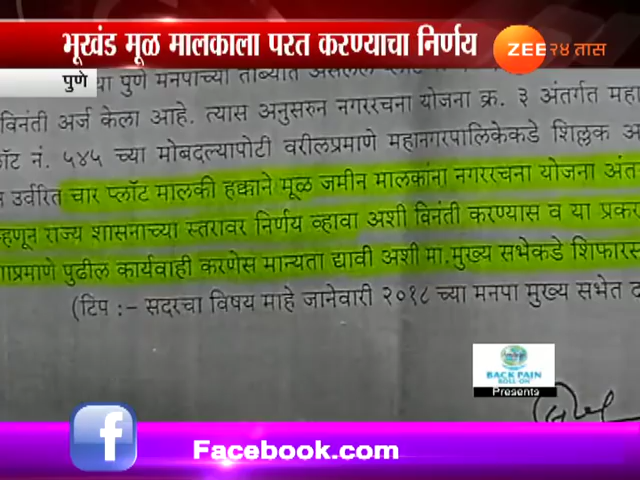 भूखंड मूळ मालकाला परत करण्याचा निर्णय
ZEE २४ तास
पुणे
या पुणे मनपाच्या ताब्यात असलेले
विनंती अर्ज केला आहे. त्यास अनुसरुन नगररचना योजना क्र. ३ अंतर्गत महा
लॉट नं. ५४५ च्या मोबदल्यापोटी वरीलप्रमाणे महानगरपालिकेकडे शिल्लक अ
न उर्वरित चार प्लॉट मालकी हक्काने मूळ जमीन मालकांना नगररचना योजना अंत
म्हणून राज्य शासनाच्या स्तरावर निर्णय व्हावा अशी विनंती करण्यास व या प्रकार
प्रमाणे पुढील कार्यवाही करणेस मान्यता द्यावी अशी मा.मुख्य सभेकडे शिफारस
(टिप :- सदरचा विषय माहे जानेवारी २०१८ च्या मनपा मुख्य सभेत द
BACK PAIN
ROLL-ON
Presents
Facebook.com